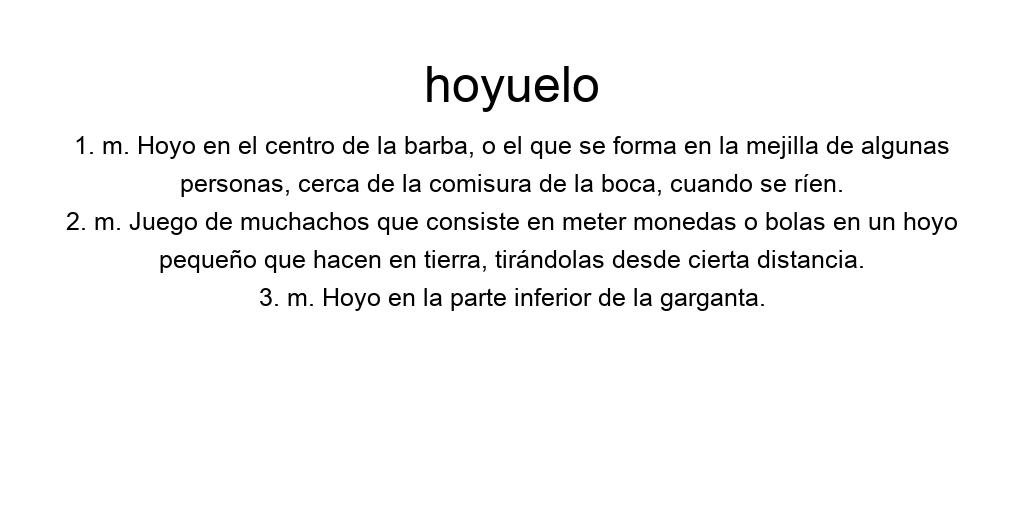 hoyuelo
1. m. Hoyo en el centro de la barba, o el que se forma en la mejilla de algunas
personas, cerca de la comisura de la boca, cuando se ríen.
2. m. Juego de muchachos que consiste en meter monedas o bolas en un hoyo
pequeño que hacen en tierra, tirándolas desde cierta distancia.
3. m. Hoyo en la parte inferior de la garganta.